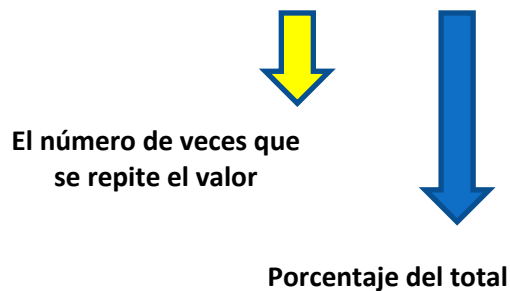 El número de veces que
se repite el valor
Porcentaje del total